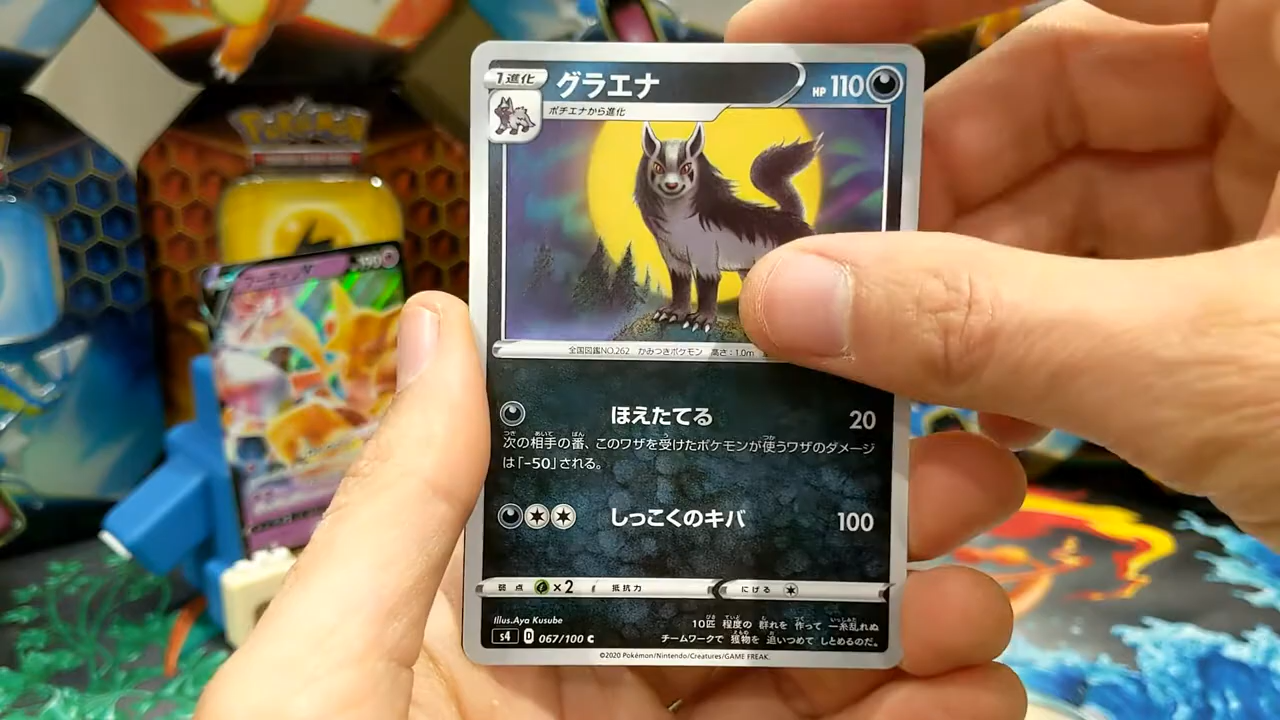 Pokémon
1進化
グラエナ
HP 110
ポチエナから進化
全国図鑑NO.262 かみつきポケモン 高さ:1.0m
ほえたてる 20
次の相手の番、このワザを受けたポケモンが使うワザのダメージ
は「-50」される。
しっこくのキバ 100
弱点 ×2 抵抗力 にげる
Illus.Aya Kusube
10匹 程度の 群れを 作って 一糸乱れぬ
チームワークで 獲物を 追いつめて しとめるのだ。
s4 D 067/100 C
©2020 Pokémon/Nintendo/Creatures/GAME FREAK.